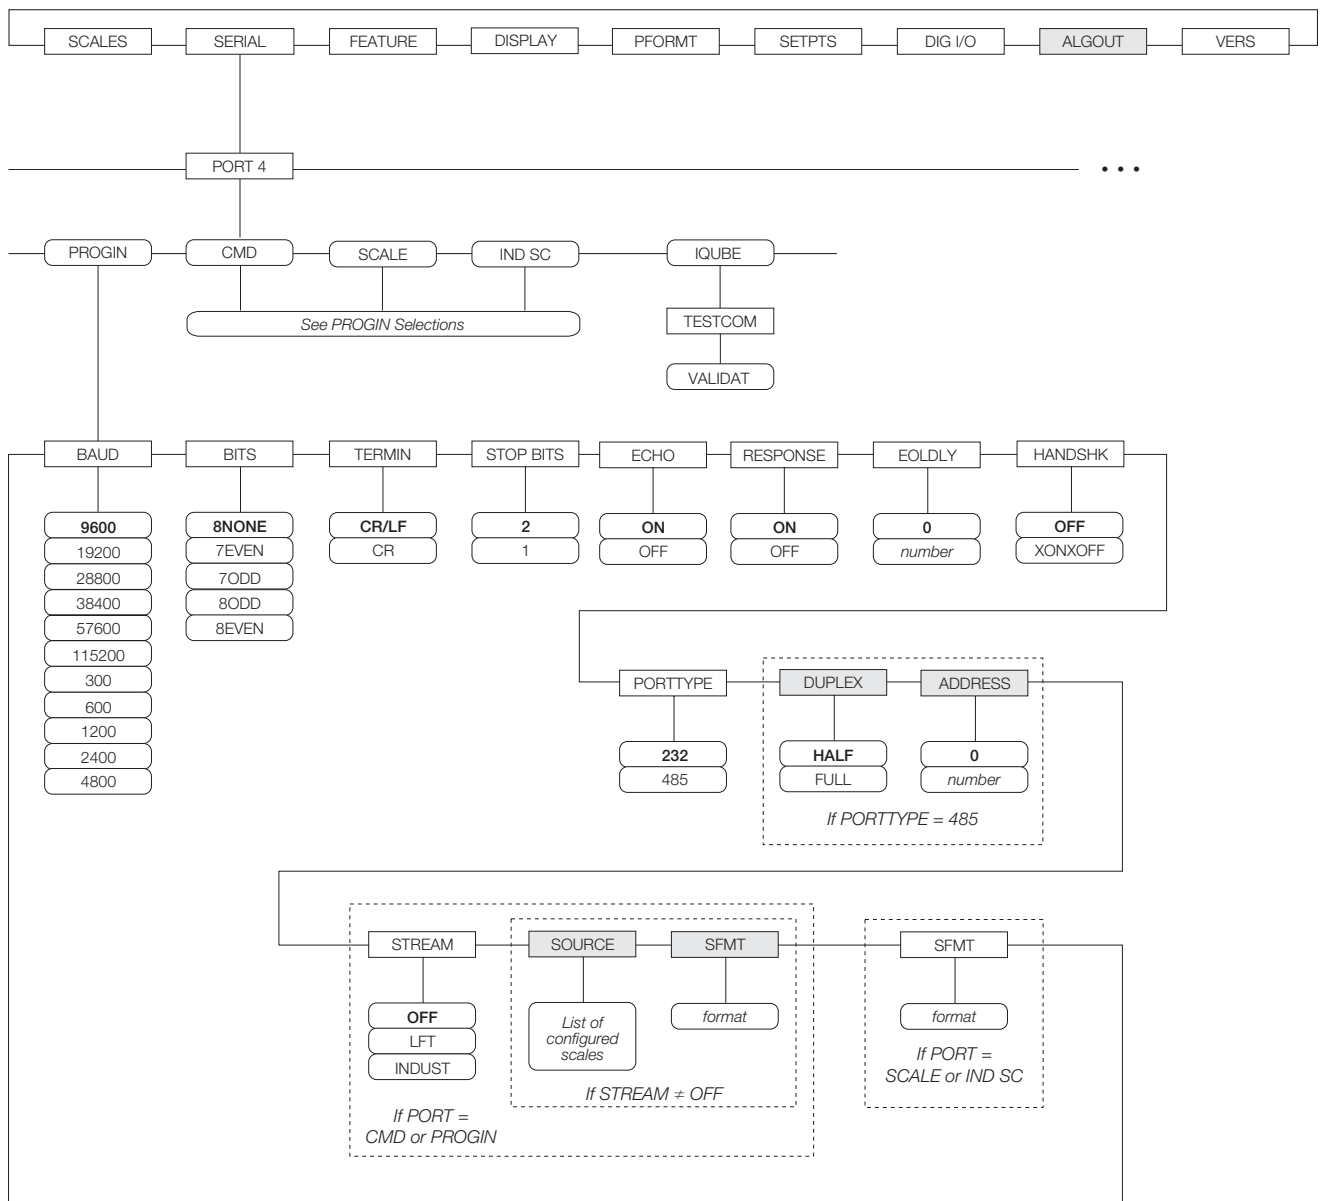 SCALES
SERIAL
FEATURE
DISPLAY
PFORMT
SETPTS
DIG I/O
ALGOUT
VERS
PORT 4
• • •
PROGIN
CMD
SCALE
IND SC
IQUBE
See PROGIN Selections
TESTCOM
VALIDAT
BAUD
BITS
TERMIN
STOP BITS
ECHO
RESPONSE
EOLDLY
HANDSHK
9600
19200
28800
38400
57600
115200
300
600
1200
2400
4800
8NONE
7EVEN
7ODD
8ODD
8EVEN
CR/LF
CR
2
1
ON
OFF
ON
OFF
0
number
OFF
XONXOFF
PORTTYPE
DUPLEX
ADDRESS
232
485
HALF
FULL
0
number
If PORTTYPE = 485
STREAM
SOURCE
SFMT
SFMT
OFF
LFT
INDUST
List of
configured
scales
format
format
If STREAM ≠ OFF
If PORT =
CMD or PROGIN
If PORT =
SCALE or IND SC